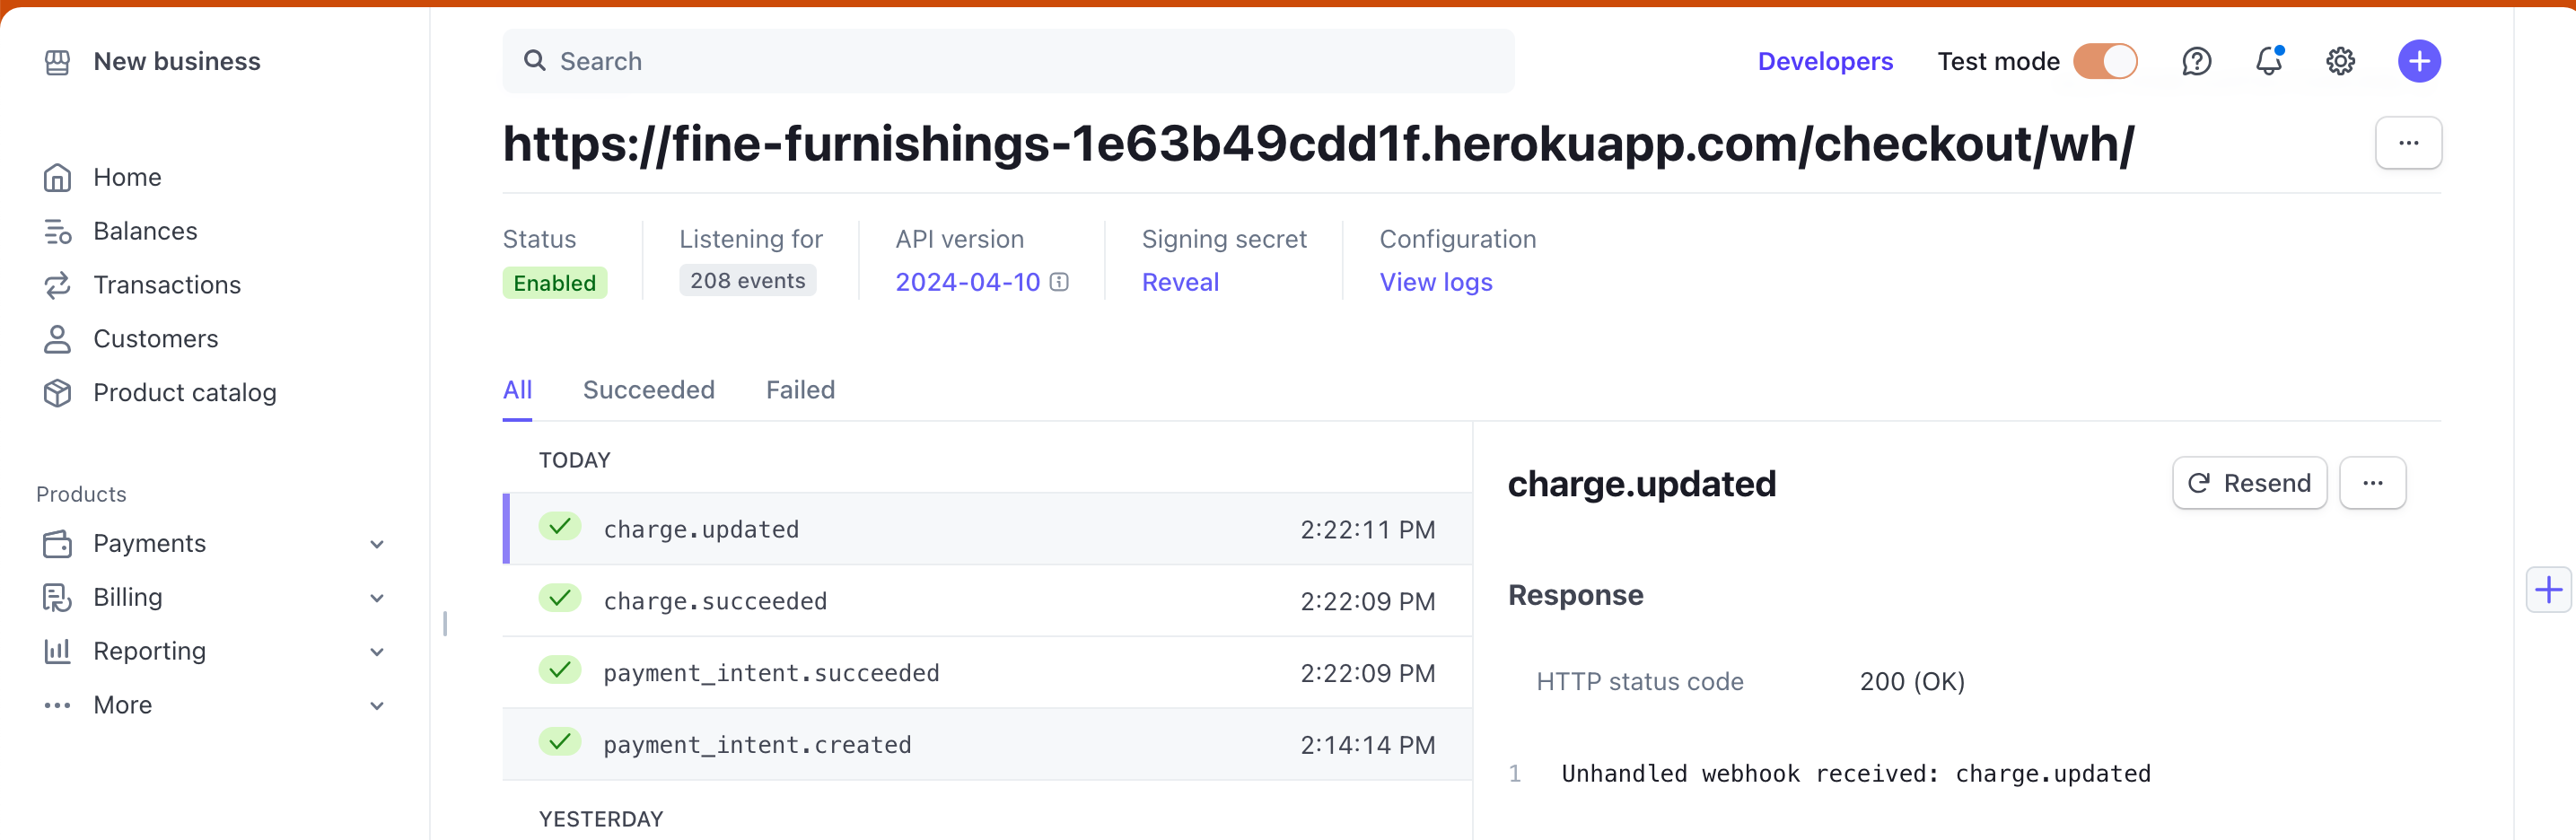 New business
Search
Developers
Test mode
https://fine-furnishings-1e63b49cdd1f.herokuapp.com/checkout/wh/
Home
Balances
Transactions
Customers
Product catalog
Products
Payments
Billing
Reporting
More
Status
Enabled
Listening for
208 events
API version
2024-04-10
Signing secret
Reveal
Configuration
View logs
All
Succeeded
Failed
TODAY
charge.updated 2:22:11 PM
charge.succeeded 2:22:09 PM
payment_intent.succeeded 2:22:09 PM
payment_intent.created 2:14:14 PM
YESTERDAY
charge.updated
Resend
Response
HTTP status code 200 (OK)
1 Unhandled webhook received: charge.updated